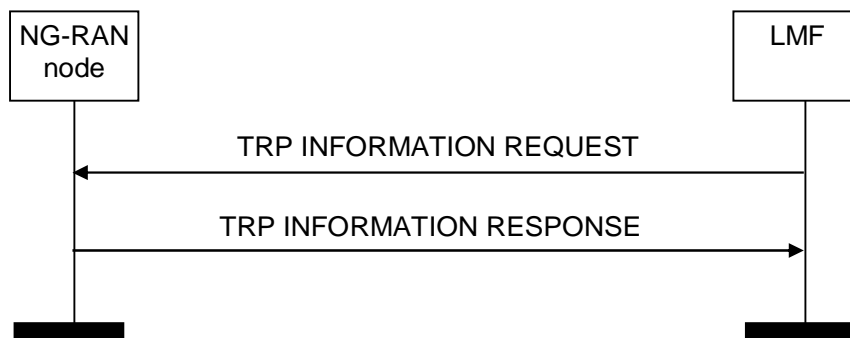 NG-RAN
node
LMF
TRP INFORMATION REQUEST
TRP INFORMATION RESPONSE